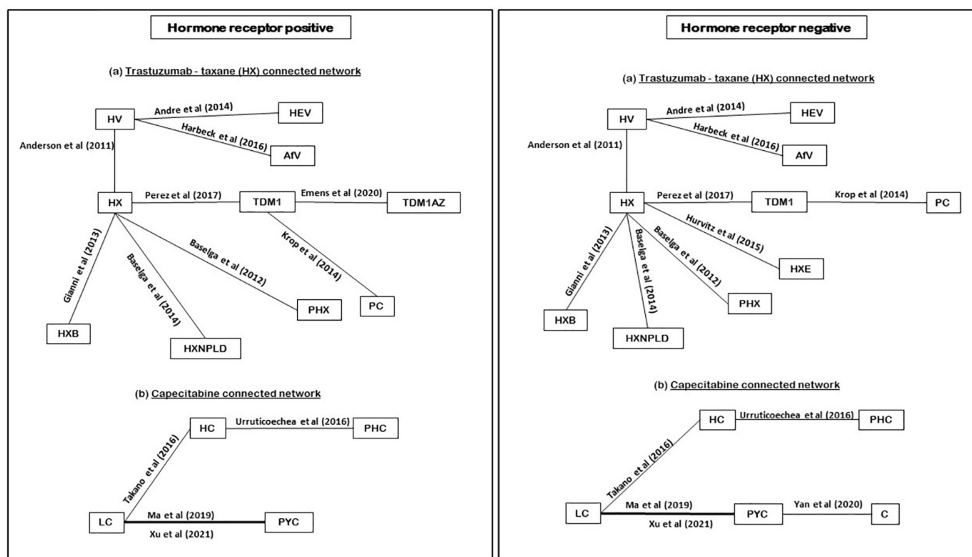 Hormone receptor positive
(a) Trastuzumab - taxane (HX) connected network
HV
Andre et al (2014)
HEV
Harbeck et al (2016)
AfV
Anderson et al (2011)
HX
Perez et al (2017)
TDM1
Emens et al (2020)
TDM1AZ
Krop et al (2014)
PC
Gianni et al (2013)
HXB
Baselga et al (2014)
HXNPLD
Baselga et al (2012)
PHX
(b) Capecitabine connected network
HC
Urruticoechea et al (2016)
PHC
Takano et al (2016)
LC
Ma et al (2019)
Xu et al (2021)
PYC
Hormone receptor negative
(a) Trastuzumab - taxane (HX) connected network
HV
Andre et al (2014)
HEV
Harbeck et al (2016)
AfV
Anderson et al (2011)
HX
Perez et al (2017)
TDM1
Krop et al (2014)
PC
Hurvitz et al (2015)
HXE
Baselga et al (2012)
PHX
Baselga et al (2014)
HXNPLD
Gianni et al (2013)
HXB
(b) Capecitabine connected network
HC
Urruticoechea et al (2016)
PHC
Takano et al (2016)
LC
Ma et al (2019)
Xu et al (2021)
PYC
Yan et al (2020)
C